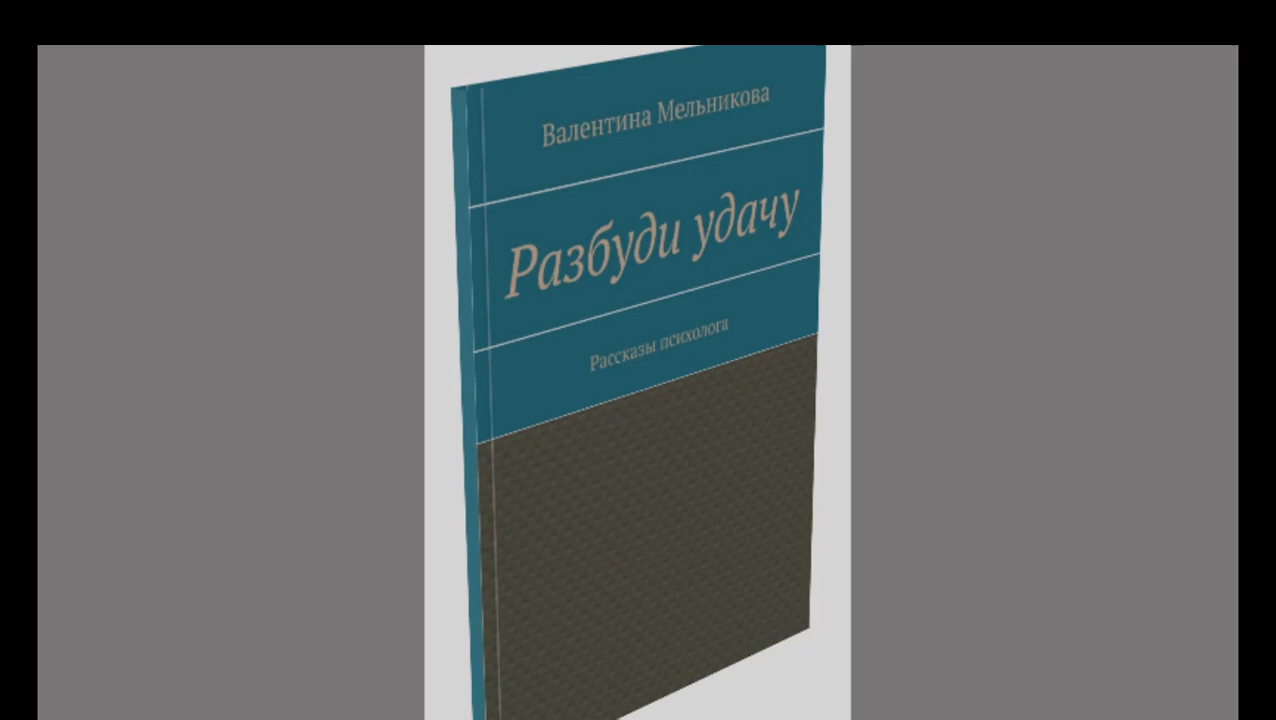 Валентина Мельникова
Разбуди удачу
Рассказы психолога